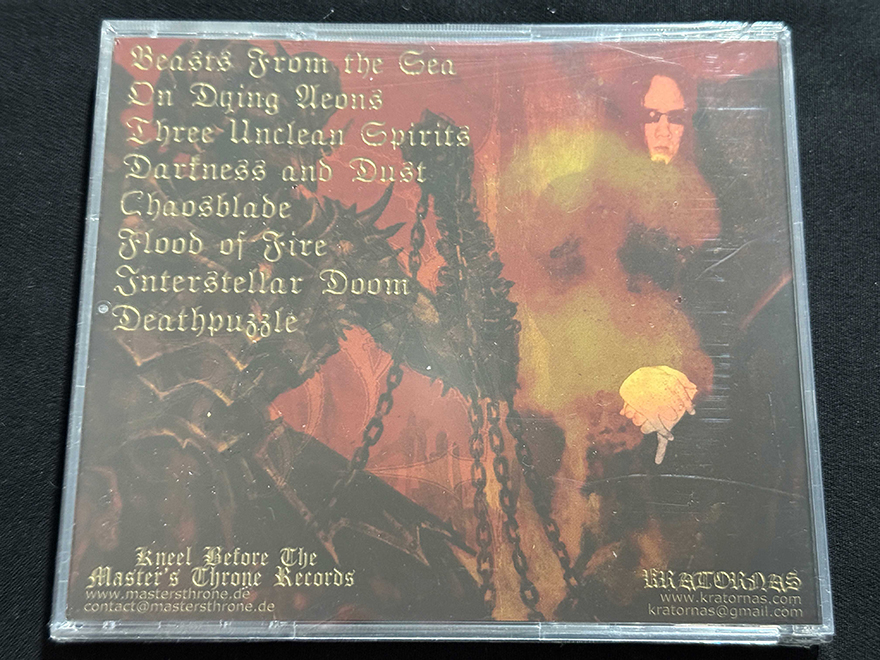 Beasts From the Sea
On Dying Aeons
Three Unclean Spirits
Darkness and Dust
Chaosblade
Flood of Fire
Interstellar Doom
Deathpuzzle
Kneel Before The
Master's Throne Records
www.mastersthrone.de
contact@mastersthrone.de
KRATORNAS
www.kratornas.com
kratornas@gmail.com